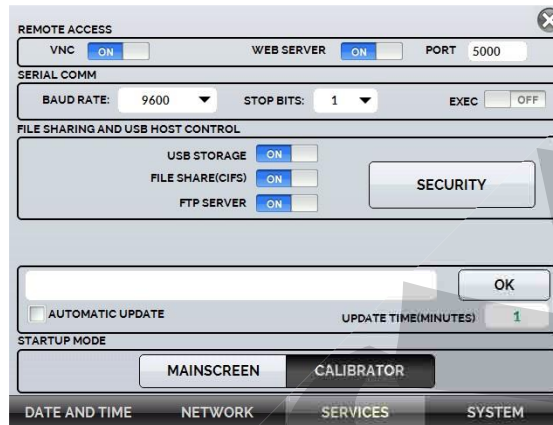 REMOTE ACCESS
VNC ON WEB SERVER ON PORT 5000
SERIAL COMM
BAUD RATE: 9600 STOP BITS: 1 EXEC OFF
FILE SHARING AND USB HOST CONTROL
USB STORAGE ON
FILE SHARE(CIFS) ON
FTP SERVER ON
SECURITY
OK
AUTOMATIC UPDATE UPDATE TIME(MINUTES) 1
STARTUP MODE
MAINSCREEN CALIBRATOR
DATE AND TIME NETWORK SERVICES SYSTEM